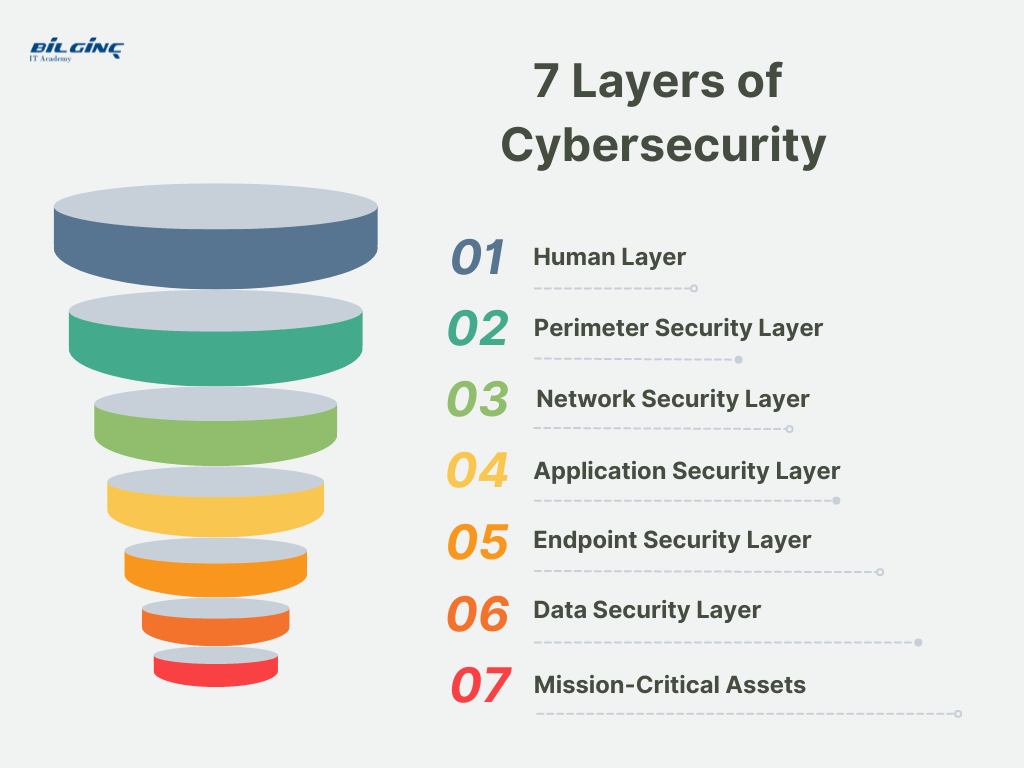 BİLGİNÇ
IT Academy
7 Layers of
Cybersecurity
01 Human Layer
02 Perimeter Security Layer
03 Network Security Layer
04 Application Security Layer
05 Endpoint Security Layer
06 Data Security Layer
07 Mission-Critical Assets